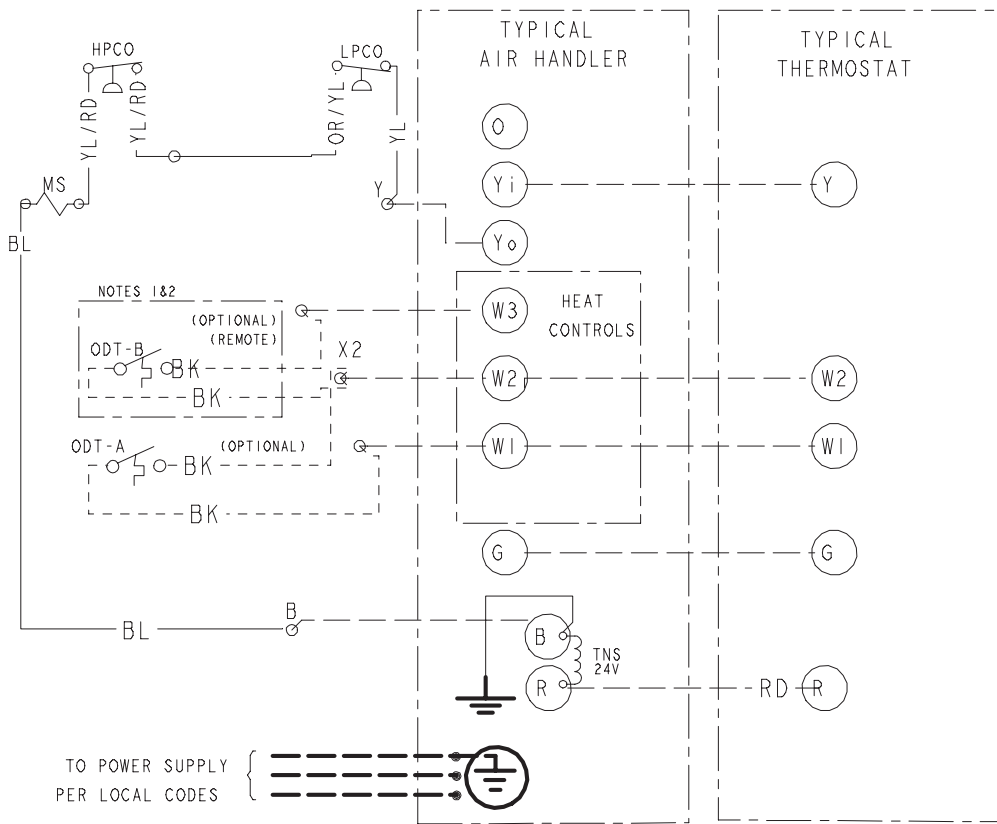 TYPICAL
AIR HANDLER
TYPICAL
THERMOSTAT
HPCO
LPCO
YL/RD
YL/RD
OR/YL
YL
O
MS
Y
Yi
Y
BL
Yo
NOTES 1&2
HEAT
CONTROLS
W3
(OPTIONAL)
(REMOTE)
ODT-B
X2
BK
BK
W2
W2
ODT-A
(OPTIONAL)
BK
BK
W1
W1
G
G
B
BL
B
TNS
24V
R
RD
R
TO POWER SUPPLY
PER LOCAL CODES